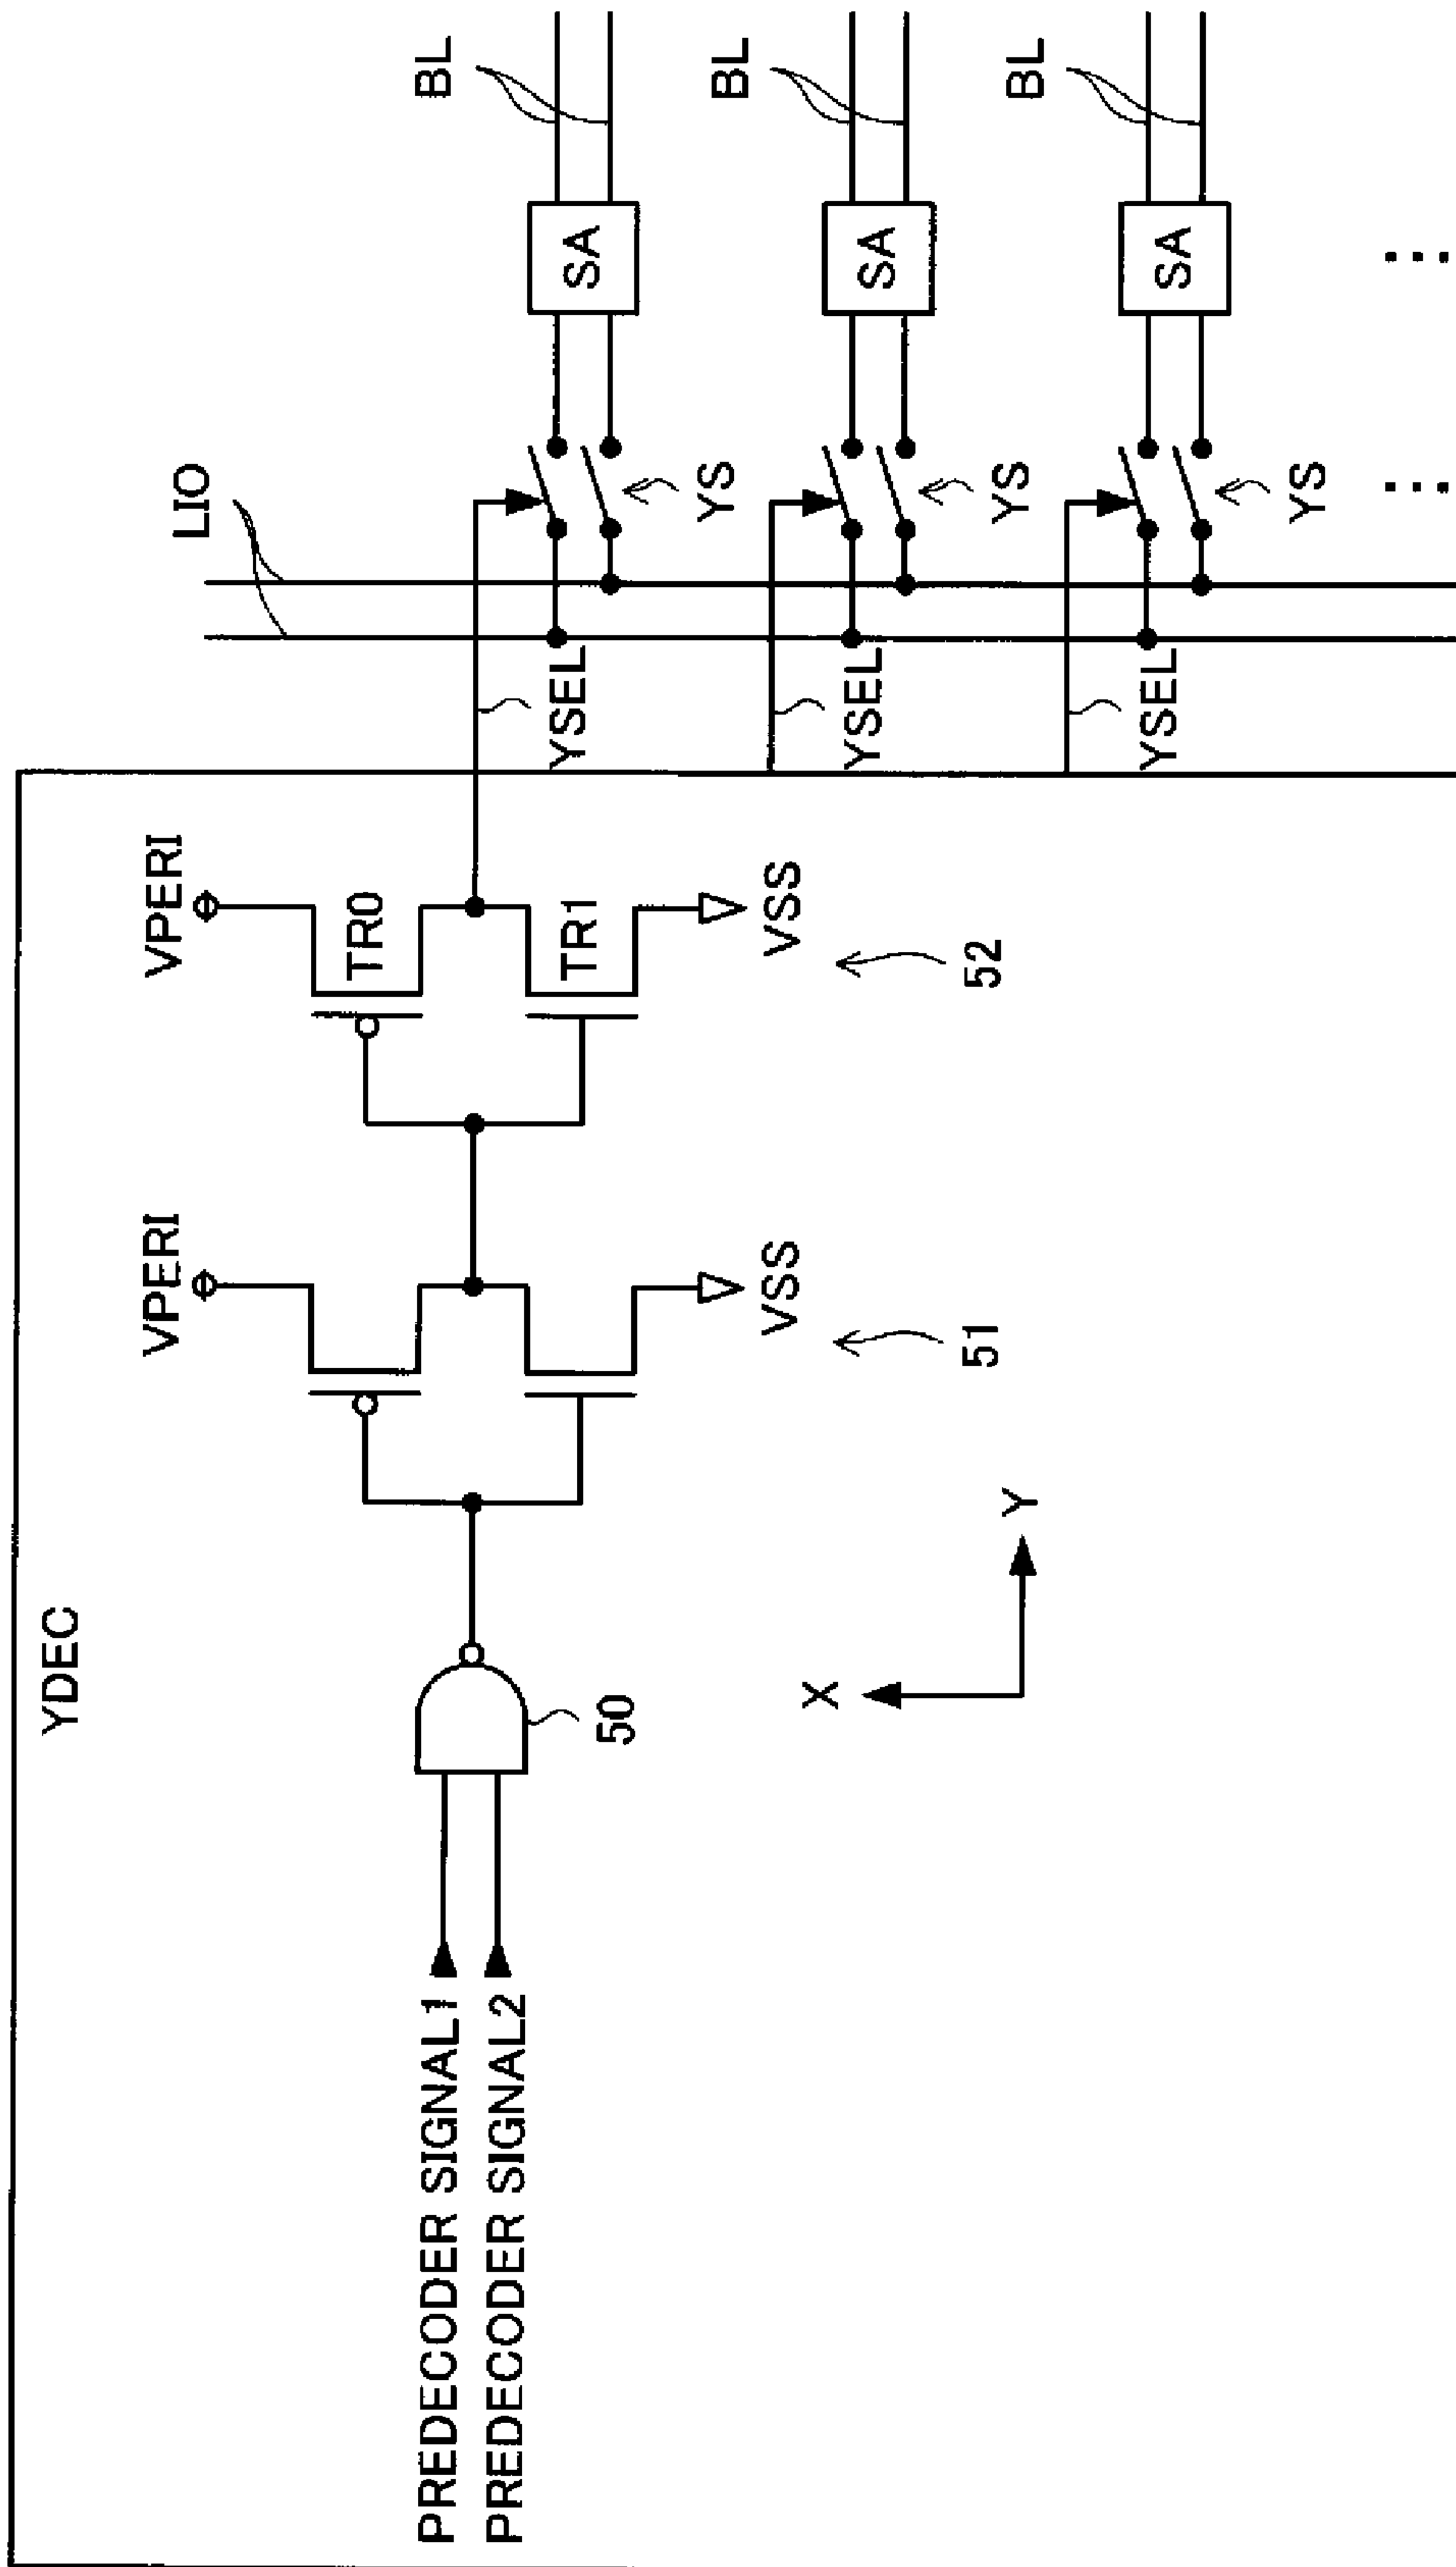 YDEC
PREDECODER SIGNAL1
PREDECODER SIGNAL2
50
VPERI
VSS
51
VPERI
TR0
TR1
VSS
52
X
Y
LIO
YSEL
YS
SA
BL
YSEL
YS
SA
BL
YSEL
YS
SA
BL